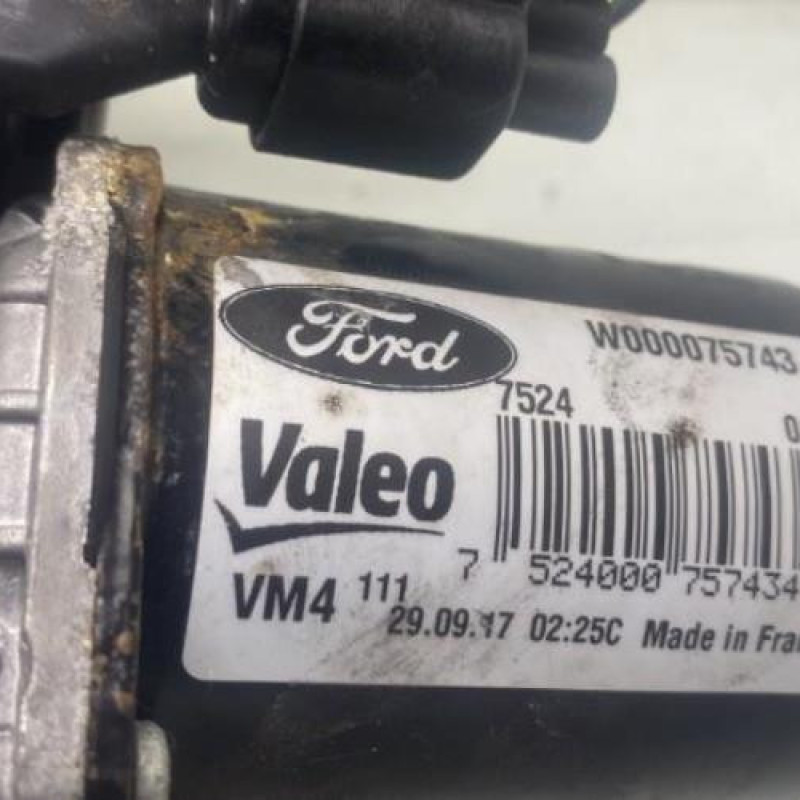 Ford
W000075743
7524
Valeo
7 524000 757434
VM4 111
29.09.17 02:25C Made in Fra